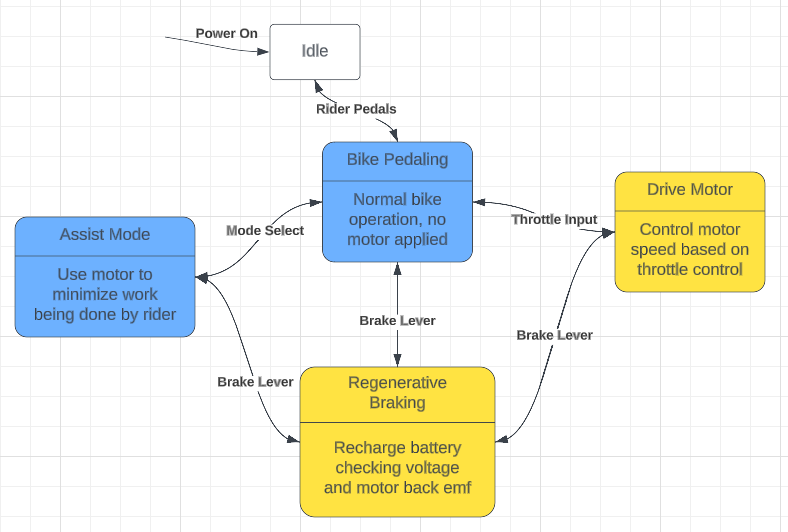 Power On
Idle
Rider Pedals
Bike Pedaling
Normal bike
operation, no
motor applied
Drive Motor
Control motor
speed based on
throttle control
Throttle Input
Mode Select
Assist Mode
Use motor to
minimize work
being done by rider
Brake Lever
Brake Lever
Brake Lever
Regenerative
Braking
Recharge battery
checking voltage
and motor back emf